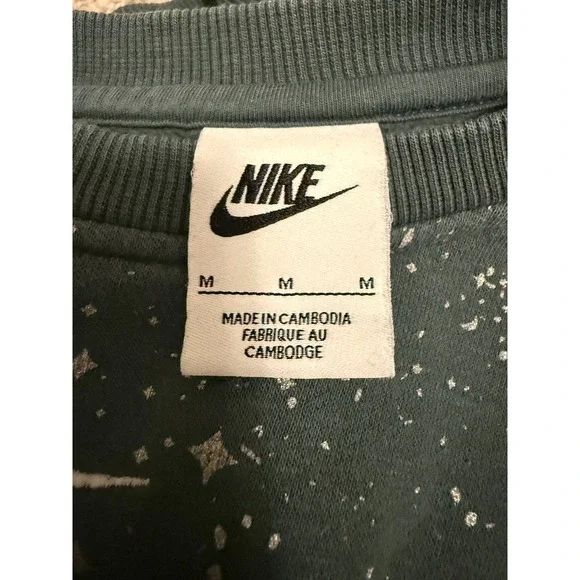 NIKE
M M M
MADE IN CAMBODIA
FABRIQUE AU
CAMBODGE